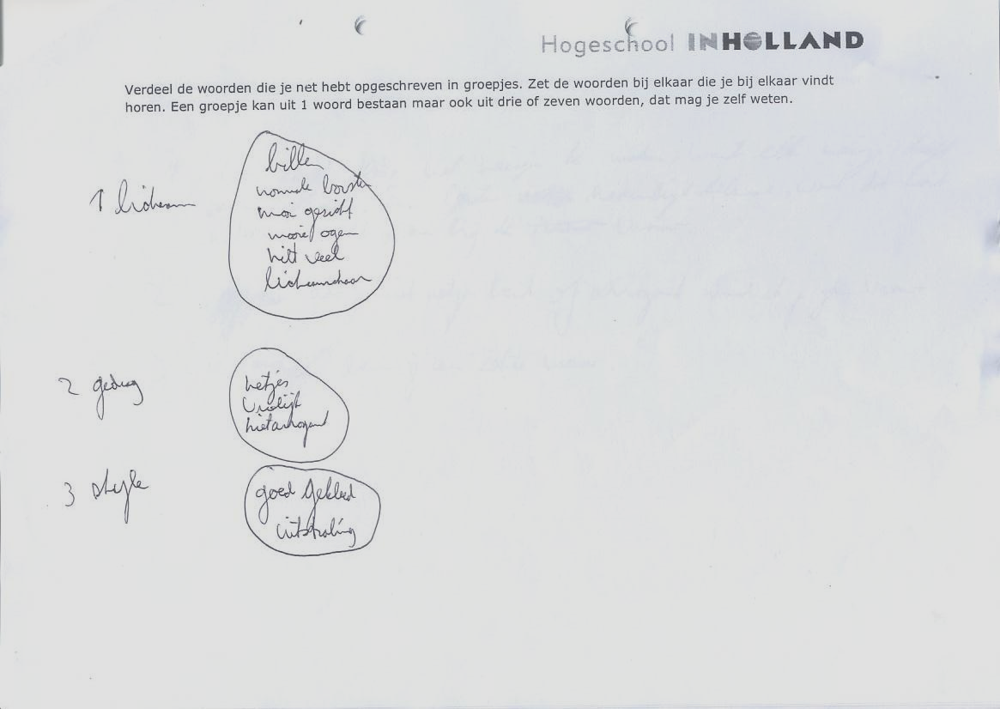 Hogeschool INHOLLAND
Verdeel de woorden die je net hebt opgeschreven in groepjes. Zet de woorden bij elkaar die je bij elkaar vindt
horen. Een groepje kan uit 1 woord bestaan maar ook uit drie of zeven woorden, dat mag je zelf weten.
1 lichaam
billen
normale borsten
mooi gezicht
mooie ogen
niet veel
lichaamshaar
2 gedrag
netjes
vrolijk
niet arrogant
3 style
goed gekleed
uitstraling